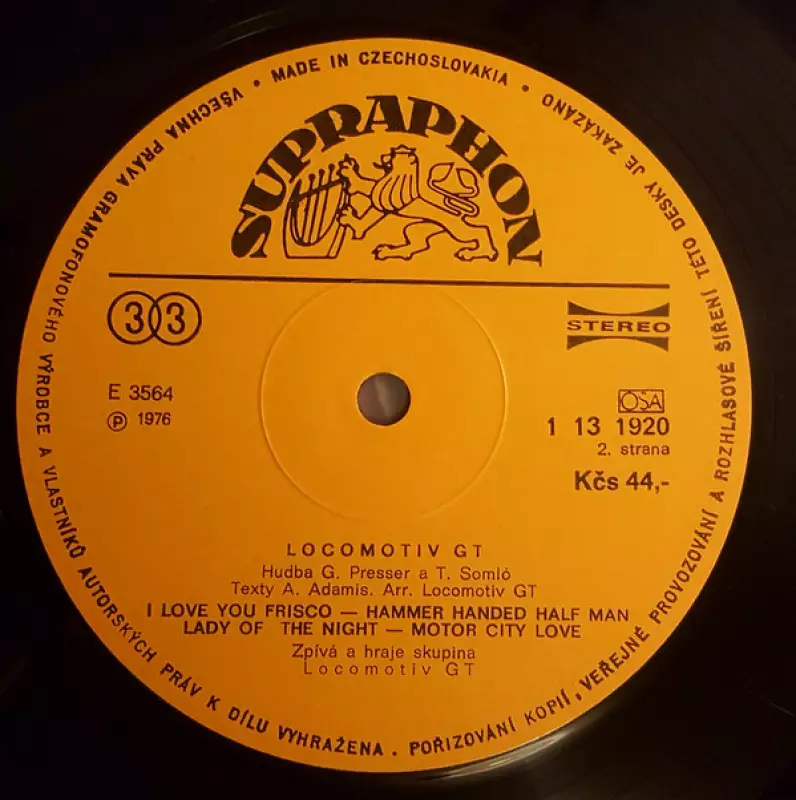 • MADE IN CZECHOSLOVAKIA •
VŠECHNA PRÁVA GRAMOFONOVÉHO VÝROBCE A VLASTNÍKŮ AUTORSKÝCH PRÁV K DÍLU VYHRAŽENA . POŘIZOVÁNÍ KOPIÍ, VEŘEJNÉ PROVOZOVÁNÍ A ROZHLASOVÉ ŠÍŘENÍ TÉTO DESKY JE ZAKÁZÁNO
SUPRAPHON
33
STEREO
E 3564
Ⓟ 1976
OSA
1 13 1920
2. strana
Kčs 44,-
LOCOMOTIV GT
Hudba G. Presser a T. Somló
Texty A. Adamis. Arr. Locomotiv GT
I LOVE YOU FRISCO — HAMMER HANDED HALF MAN
LADY OF THE NIGHT — MOTOR CITY LOVE
Zpívá a hraje skupina
Locomotiv GT